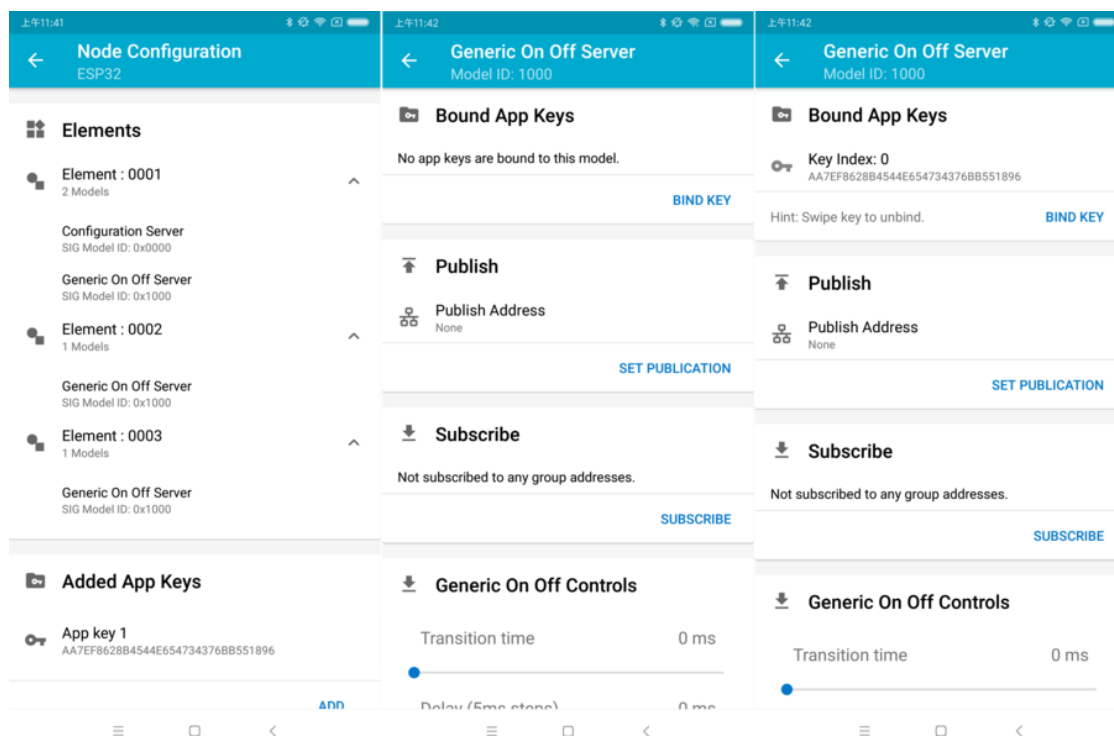 上午11:41
Node Configuration
ESP32
Elements
Element : 0001
2 Models
Configuration Server
SIG Model ID: 0x0000
Generic On Off Server
SIG Model ID: 0x1000
Element : 0002
1 Models
Generic On Off Server
SIG Model ID: 0x1000
Element : 0003
1 Models
Generic On Off Server
SIG Model ID: 0x1000
Added App Keys
App key 1
AA7EF8628B4544E654734376BB551896
ADD
上午11:42
Generic On Off Server
Model ID: 1000
Bound App Keys
No app keys are bound to this model.
BIND KEY
Publish
Publish Address
None
SET PUBLICATION
Subscribe
Not subscribed to any group addresses.
SUBSCRIBE
Generic On Off Controls
Transition time 0 ms
Delay (5ms steps) 0 ms
上午11:42
Generic On Off Server
Model ID: 1000
Bound App Keys
Key Index: 0
AA7EF8628B4544E654734376BB551896
Hint: Swipe key to unbind. BIND KEY
Publish
Publish Address
None
SET PUBLICATION
Subscribe
Not subscribed to any group addresses.
SUBSCRIBE
Generic On Off Controls
Transition time 0 ms